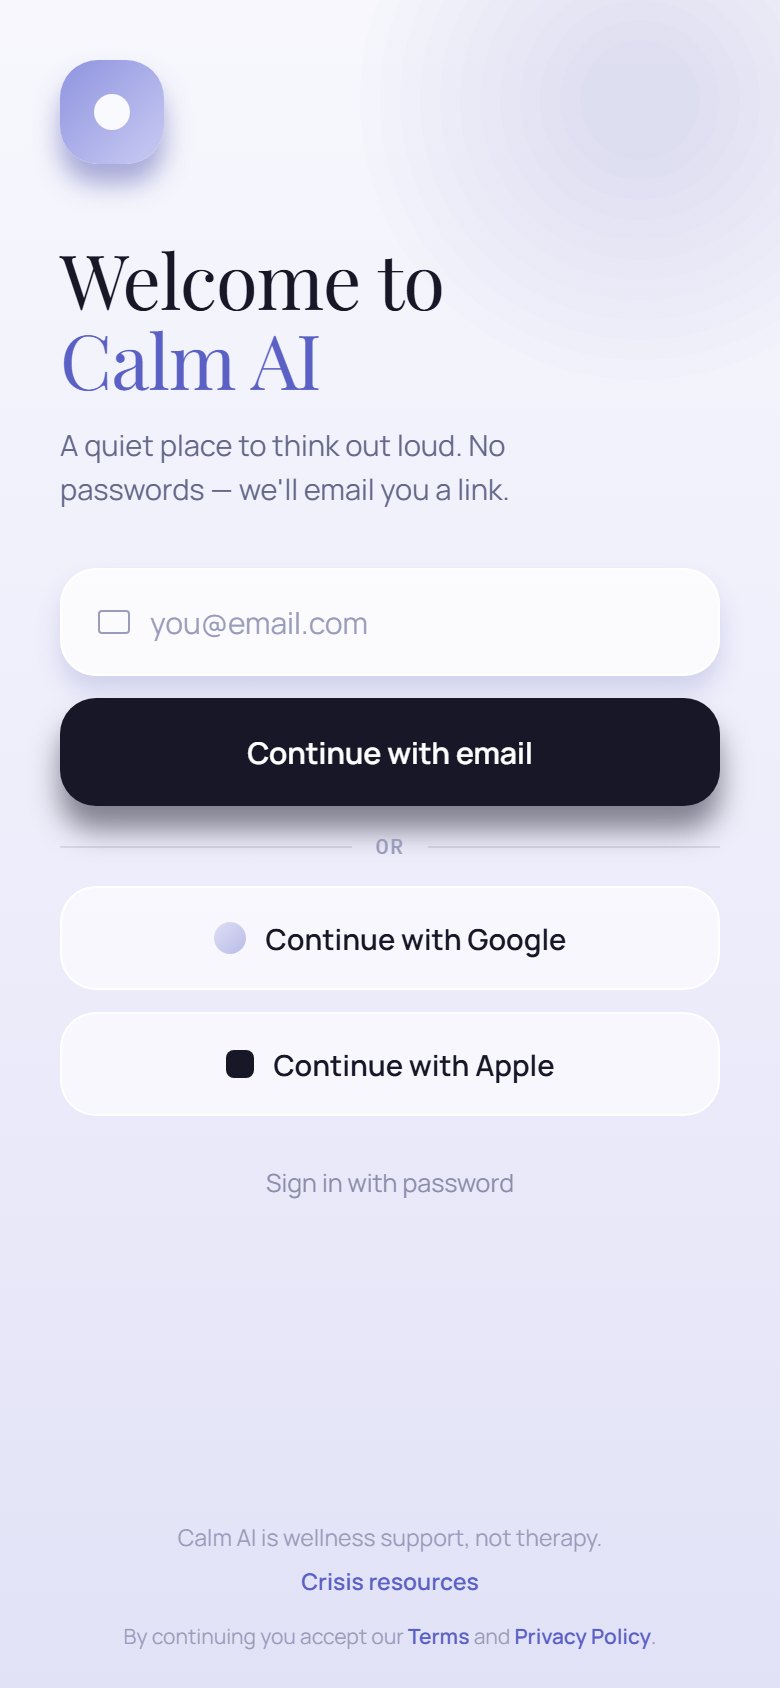 Welcome to
Calm AI
A quiet place to think out loud. No
passwords — we'll email you a link.
you@email.com
Continue with email
OR
Continue with Google
Continue with Apple
Sign in with password
Calm AI is wellness support, not therapy.
Crisis resources
By continuing you accept our Terms and Privacy Policy.